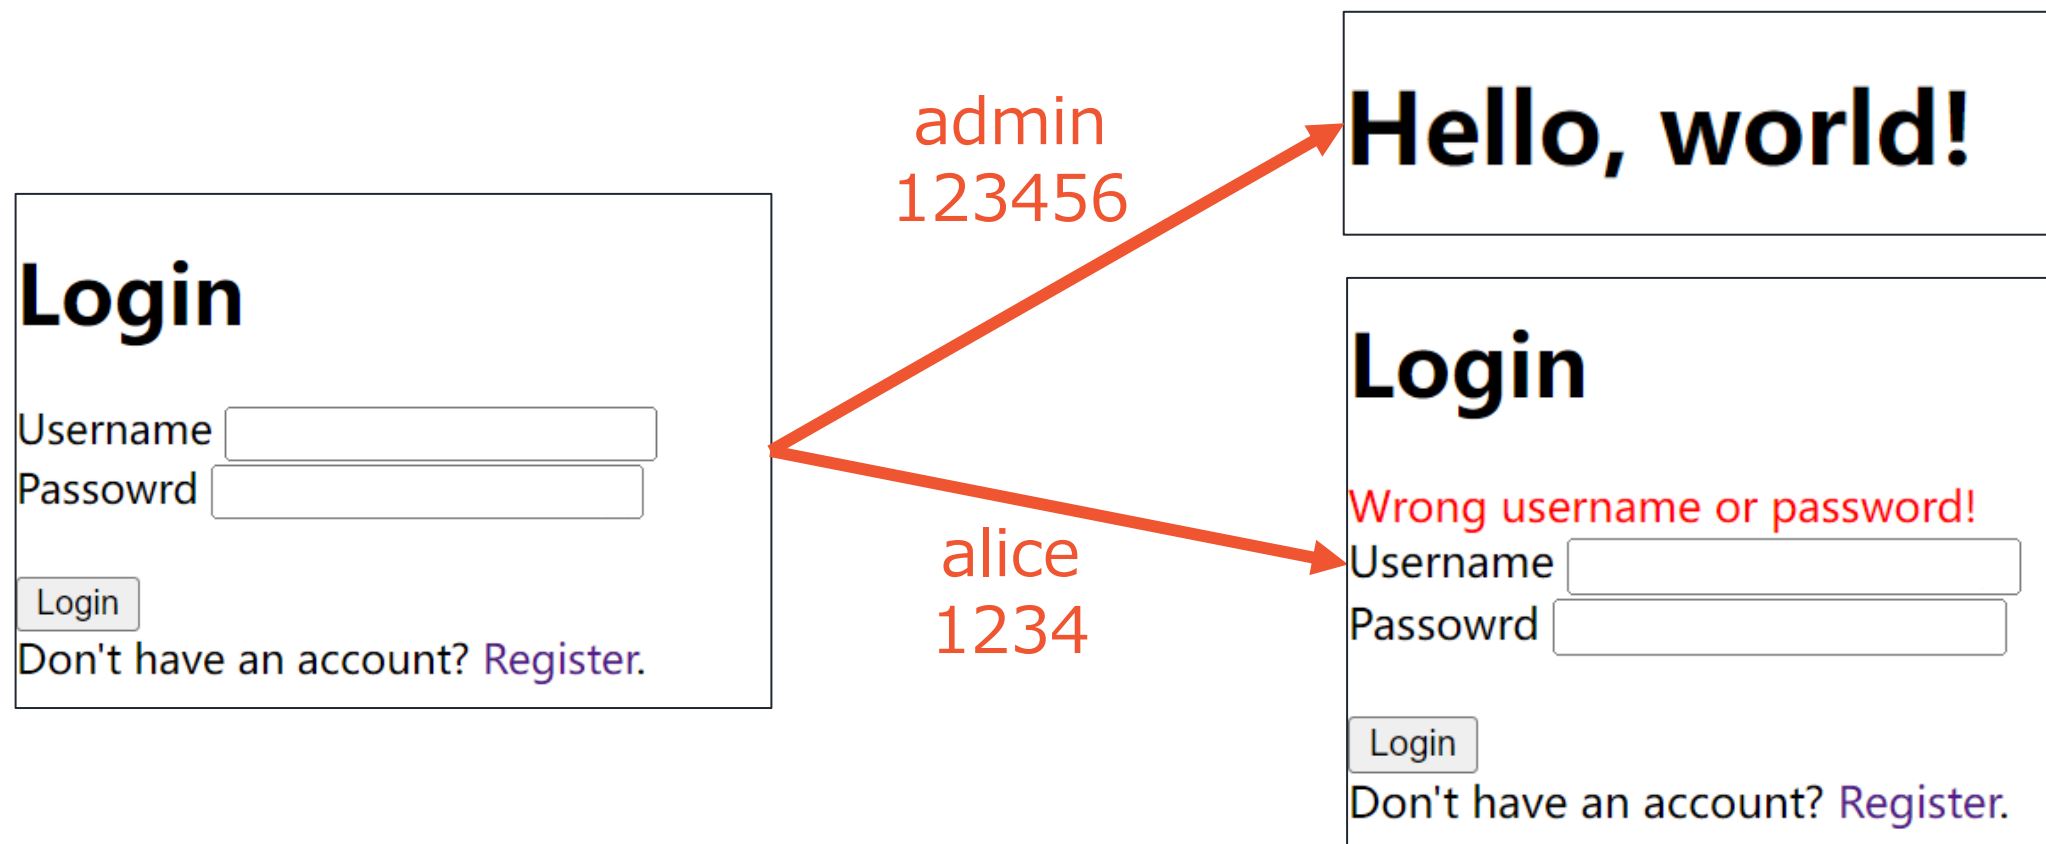 Login
Username
Passowrd
Login
Don't have an account? Register.
admin
123456
alice
1234
Hello, world!
Login
Wrong username or password!
Username
Passowrd
Login
Don't have an account? Register.